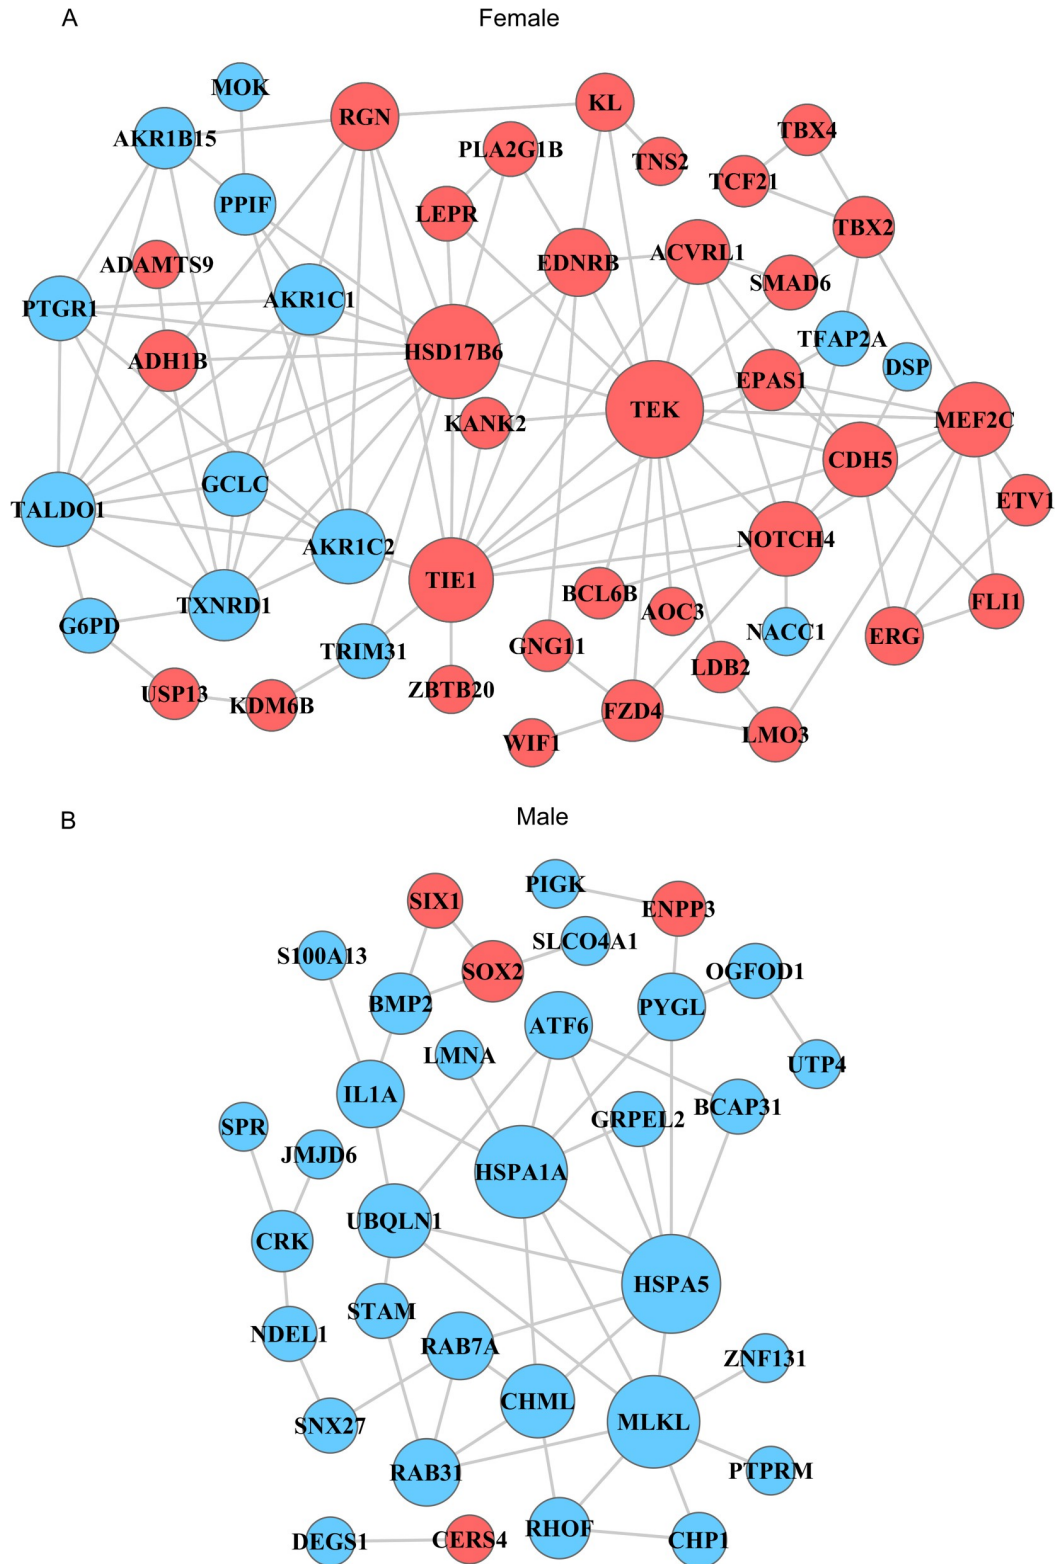 A
Female
MOK
RGN
KL
AKR1B15
TBX4
PLA2G1B
TNS2
TCF21
PPIF
LEPR
TBX2
ADAMTS9
EDNRB
ACVRL1
SMAD6
AKR1C1
PTGR1
TFAP2A
HSD17B6
ADH1B
DSP
EPAS1
TEK
MEF2C
KANK2
CDH5
GCLC
ETV1
TALDO1
NOTCH4
AKR1C2
TIE1
BCL6B
FLI1
TXNRD1
AOC3
G6PD
NACC1
ERG
GNG11
TRIM31
LDB2
USP13
ZBTB20
KDM6B
FZD4
LMO3
WIF1
B
Male
PIGK
SIX1
ENPP3
SLCO4A1
S100A13
SOX2
OGFOD1
BMP2
PYGL
ATF6
LMNA
UTP4
IL1A
BCAP31
GRPEL2
SPR
JMJD6
HSPA1A
UBQLN1
CRK
HSPA5
STAM
NDEL1
RAB7A
ZNF131
CHML
MLKL
SNX27
RAB31
PTPRM
RHOF
DEGS1
CERS4
CHP1